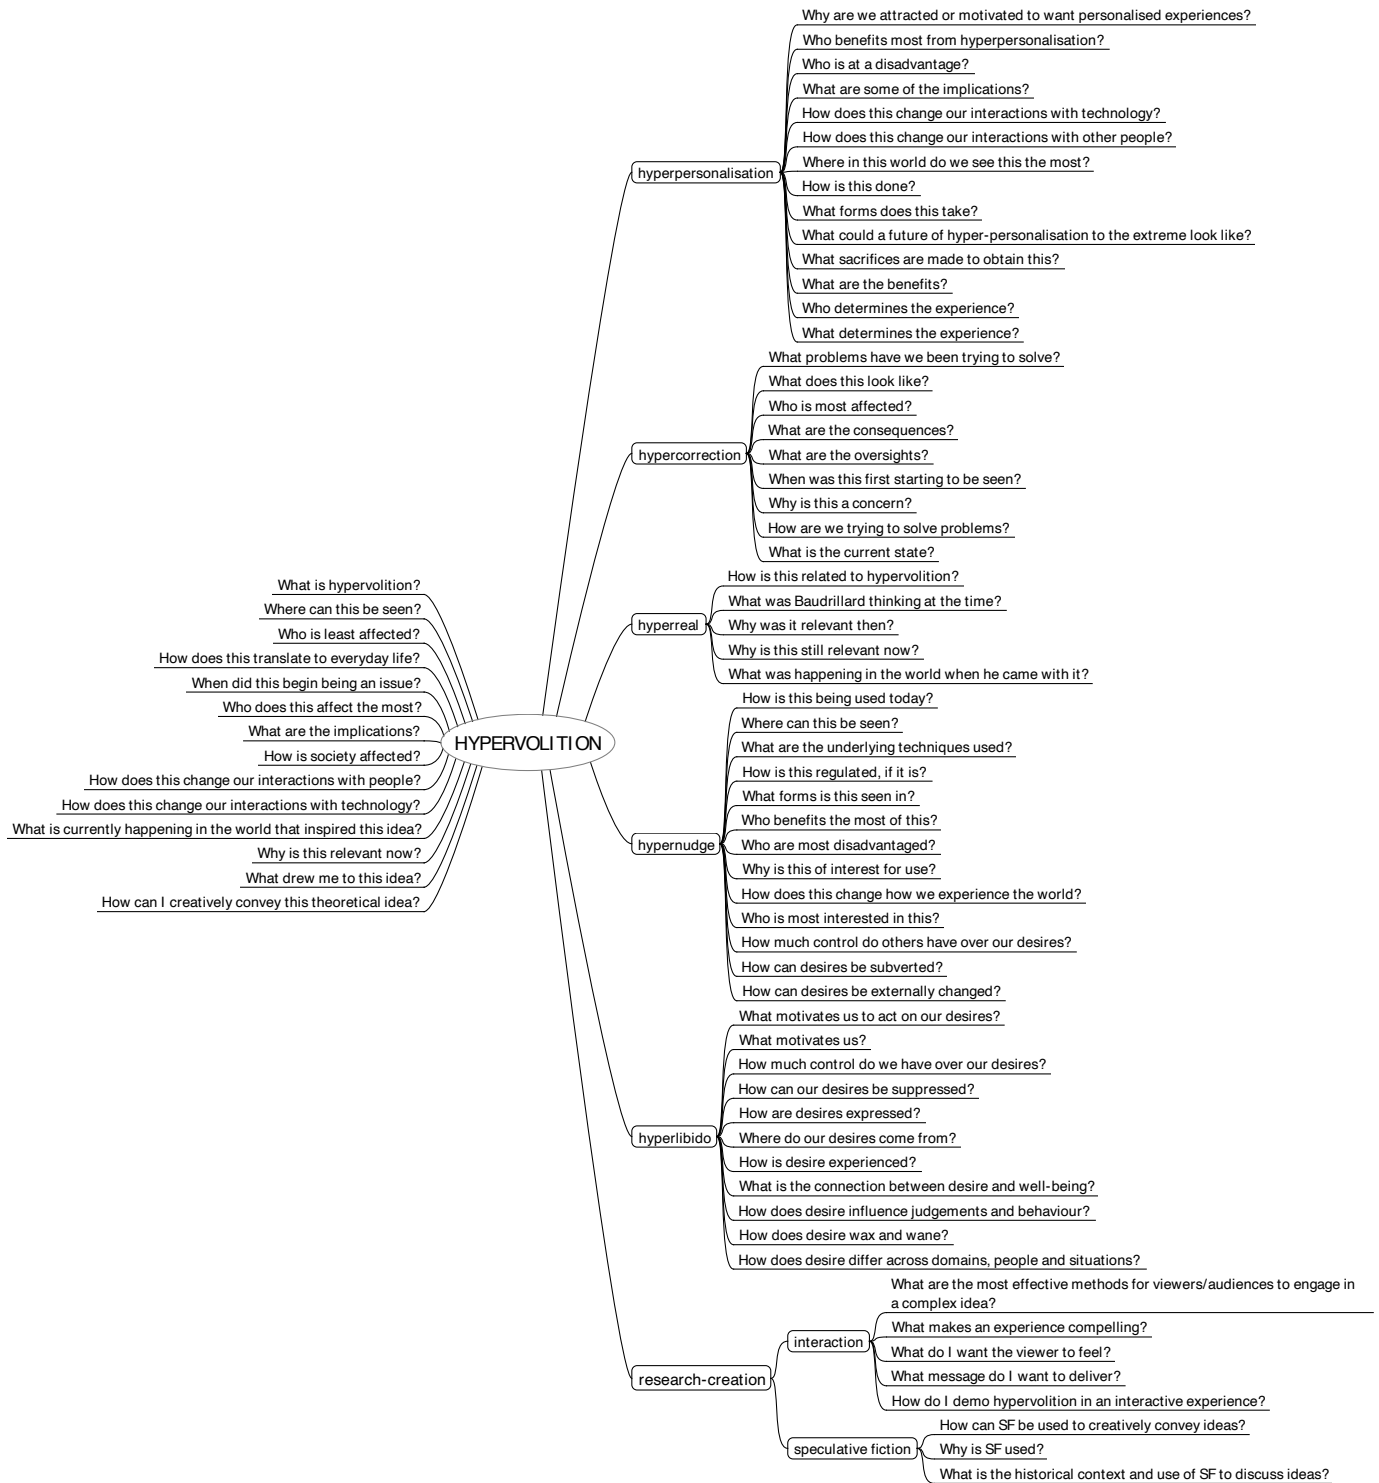 Why are we attracted or motivated to want personalised experiences?
Who benefits most from hyperpersonalisation?
Who is at a disadvantage?
What are some of the implications?
How does this change our interactions with technology?
How does this change our interactions with other people?
Where in this world do we see this the most?
hyperpersonalisation
How is this done?
What forms does this take?
What could a future of hyper-personalisation to the extreme look like?
What sacrifices are made to obtain this?
What are the benefits?
Who determines the experience?
What determines the experience?
What problems have we been trying to solve?
What does this look like?
Who is most affected?
What are the consequences?
hypercorrection
What are the oversights?
When was this first starting to be seen?
Why is this a concern?
How are we trying to solve problems?
What is the current state?
How is this related to hypervolition?
What was Baudrillard thinking at the time?
hyperreal
Why was it relevant then?
Why is this still relevant now?
What was happening in the world when he came with it?
What is hypervolition?
Where can this be seen?
Who is least affected?
How does this translate to everyday life?
When did this begin being an issue?
Who does this affect the most?
What are the implications?
How is society affected?
How does this change our interactions with people?
How does this change our interactions with technology?
What is currently happening in the world that inspired this idea?
Why is this relevant now?
What drew me to this idea?
How can I creatively convey this theoretical idea?
HYPERVOLITION
How is this being used today?
Where can this be seen?
What are the underlying techniques used?
How is this regulated, if it is?
What forms is this seen in?
Who benefits the most of this?
hypernudge
Who are most disadvantaged?
Why is this of interest for use?
How does this change how we experience the world?
Who is most interested in this?
How much control do others have over our desires?
How can desires be subverted?
How can desires be externally changed?
What motivates us to act on our desires?
What motivates us?
How much control do we have over our desires?
How can our desires be suppressed?
How are desires expressed?
hyperlibido
Where do our desires come from?
How is desire experienced?
What is the connection between desire and well-being?
How does desire influence judgements and behaviour?
How does desire wax and wane?
How does desire differ across domains, people and situations?
What are the most effective methods for viewers/audiences to engage in
a complex idea?
What makes an experience compelling?
interaction
What do I want the viewer to feel?
What message do I want to deliver?
How do I demo hypervolition in an interactive experience?
research-creation
How can SF be used to creatively convey ideas?
speculative fiction
Why is SF used?
What is the historical context and use of SF to discuss ideas?